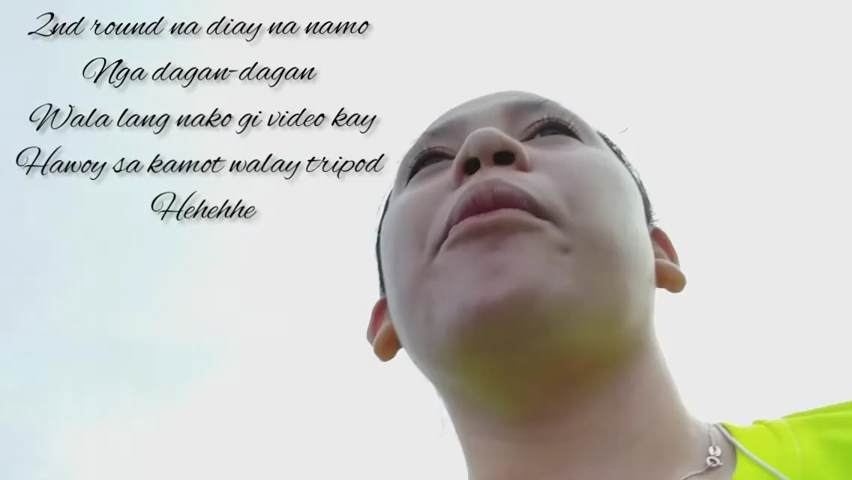 2nd round na diay na namo
Nga dagan-dagan
Wala lang nako gi video kay
Hawoy sa kamot walay tripod
Hehehhe